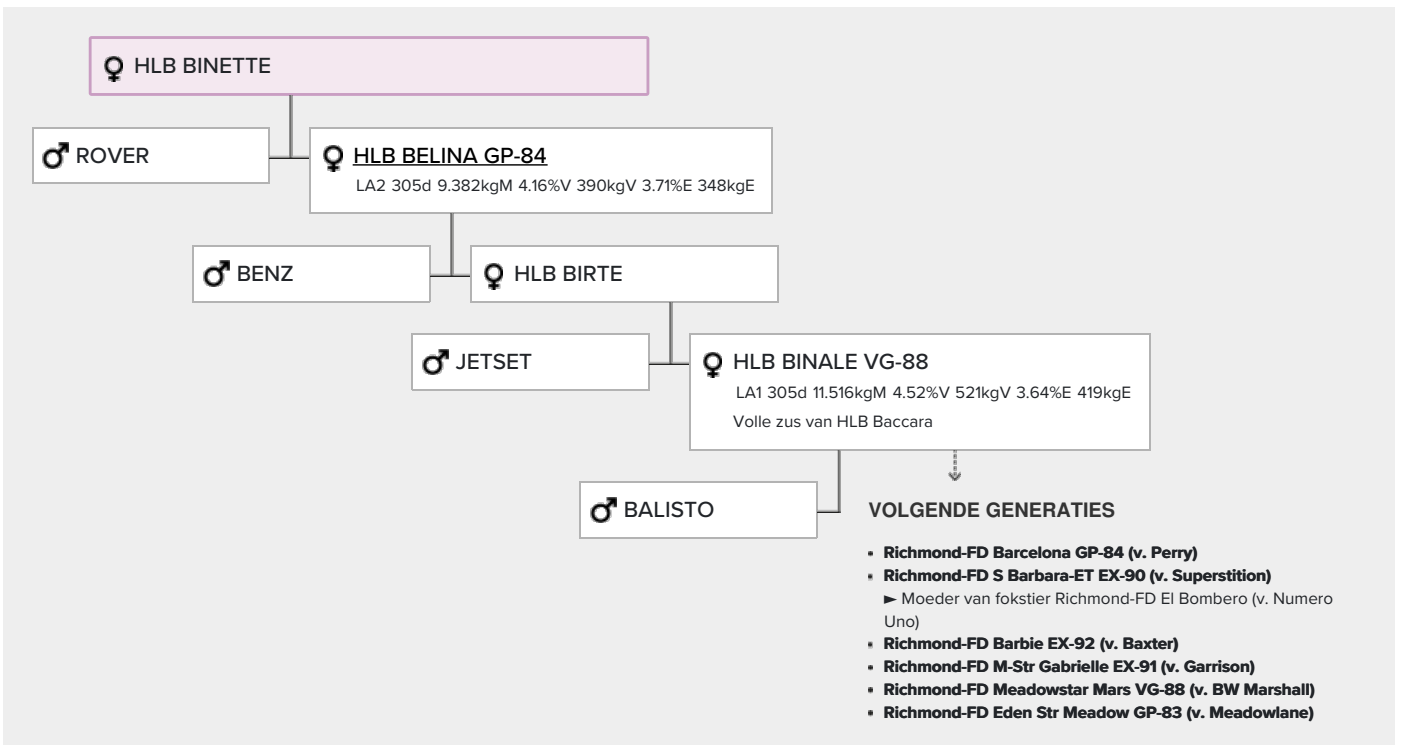 HLB BINETTE
ROVER
HLB BELINA GP-84
LA2 305d 9.382kgM 4.16%V 390kgV 3.71%E 348kgE
BENZ
HLB BIRTE
JETSET
HLB BINALE VG-88
LA1 305d 11.516kgM 4.52%V 521kgV 3.64%E 419kgE
Volle zus van HLB Baccara
BALISTO
VOLGENDE GENERATIES
• Richmond-FD Barcelona GP-84 (v. Perry)
• Richmond-FD S Barbara-ET EX-90 (v. Superstition)
► Moeder van fokstier Richmond-FD El Bombero (v. Numero
Uno)
• Richmond-FD Barbie EX-92 (v. Baxter)
• Richmond-FD M-Str Gabrielle EX-91 (v. Garrison)
• Richmond-FD Meadowstar Mars VG-88 (v. BW Marshall)
• Richmond-FD Eden Str Meadow GP-83 (v. Meadowlane)